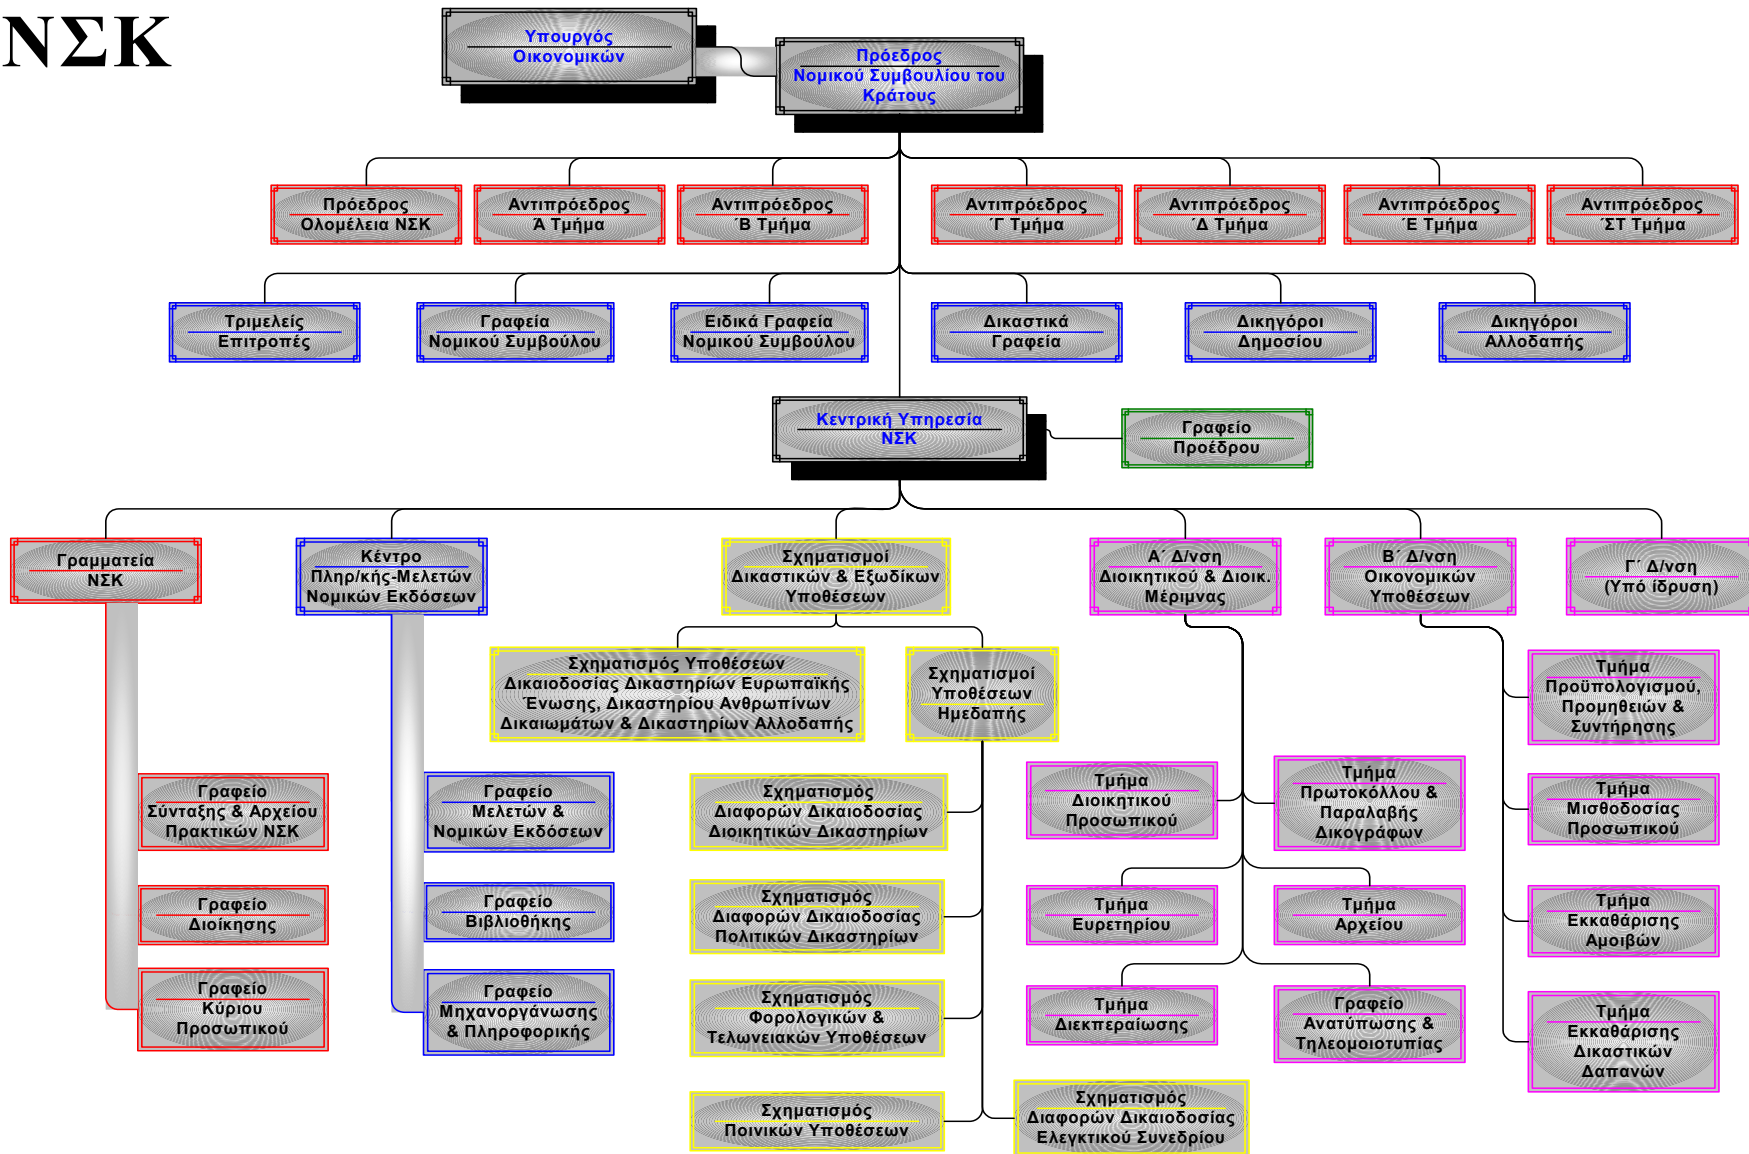 ΝΣΚ
Υπουργός
Οικονομικών
Πρόεδρος
Νομικού Συμβουλίου του
Κράτους
Πρόεδρος
Ολομέλεια ΝΣΚ
Αντιπρόεδρος
Ά Τμήμα
Αντιπρόεδρος
΄Β Τμήμα
Αντιπρόεδρος
΄Γ Τμήμα
Αντιπρόεδρος
΄Δ Τμήμα
Αντιπρόεδρος
΄Ε Τμήμα
Αντιπρόεδρος
΄ΣΤ Τμήμα
Τριμελείς
Επιτροπές
Γραφεία
Νομικού Συμβούλου
Ειδικά Γραφεία
Νομικού Συμβούλου
Δικαστικά
Γραφεία
Δικηγόροι
Δημοσίου
Δικηγόροι
Αλλοδαπής
Κεντρική Υπηρεσία
ΝΣΚ
Γραφείο
Προέδρου
Γραμματεία
ΝΣΚ
Κέντρο
Πληρ/κής-Μελετών
Νομικών Εκδόσεων
Σχηματισμοί
Δικαστικών & Εξωδίκων
Υποθέσεων
Α΄ Δ/νση
Διοικητικού & Διοικ.
Μέριμνας
Β΄ Δ/νση
Οικονομικών
Υποθέσεων
Γ΄ Δ/νση
(Υπό ίδρυση)
Σχηματισμός Υποθέσεων
Δικαιοδοσίας Δικαστηρίων Ευρωπαϊκής
Ένωσης, Δικαστηρίου Ανθρωπίνων
Δικαιωμάτων & Δικαστηρίων Αλλοδαπής
Σχηματισμοί
Υποθέσεων
Ημεδαπής
Τμήμα
Προϋπολογισμού,
Προμηθειών &
Συντήρησης
Γραφείο
Σύνταξης & Αρχείου
Πρακτικών ΝΣΚ
Γραφείο
Μελετών &
Νομικών Εκδόσεων
Σχηματισμός
Διαφορών Δικαιοδοσίας
Διοικητικών Δικαστηρίων
Τμήμα
Διοικητικού
Προσωπικού
Τμήμα
Πρωτοκόλλου &
Παραλαβής
Δικογράφων
Τμήμα
Μισθοδοσίας
Προσωπικού
Γραφείο
Διοίκησης
Γραφείο
Βιβλιοθήκης
Σχηματισμός
Διαφορών Δικαιοδοσίας
Πολιτικών Δικαστηρίων
Τμήμα
Ευρετηρίου
Τμήμα
Αρχείου
Τμήμα
Εκκαθάρισης
Αμοιβών
Γραφείο
Κύριου
Προσωπικού
Γραφείο
Μηχανοργάνωσης
& Πληροφορικής
Σχηματισμός
Φορολογικών &
Τελωνειακών Υποθέσεων
Τμήμα
Διεκπεραίωσης
Γραφείο
Ανατύπωσης &
Τηλεομοιοτυπίας
Τμήμα
Εκκαθάρισης
Δικαστικών
Δαπανών
Σχηματισμός
Ποινικών Υποθέσεων
Σχηματισμός
Διαφορών Δικαιοδοσίας
Ελεγκτικού Συνεδρίου